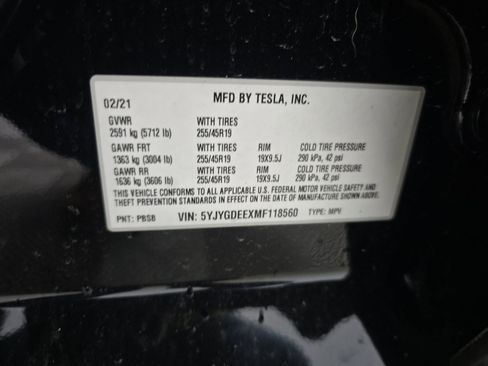 02/21 MFD BY TESLA, INC.
GVWR WITH TIRES
2591 kg (5712 lb) 255/45R19
GAWR FRT WITH TIRES RIM COLD TIRE PRESSURE
1363 kg (3004 lb) 255/45R19 19X9.5J 290 kPa, 42 psi
GAWR RR WITH TIRES RIM COLD TIRE PRESSURE
1636 kg (3606 lb) 255/45R19 19X9.5J 290 kPa, 42 psi
THIS VEHICLE CONFORMS TO ALL APPLICABLE U.S. FEDERAL MOTOR VEHICLE SAFETY AND
THEFT PREVENTION STANDARDS IN EFFECT ON THE DATE OF MANUFACTURE SHOWN ABOVE.
PNT: PBSB VIN: 5YJYGDEEXMF118560 TYPE: MPV